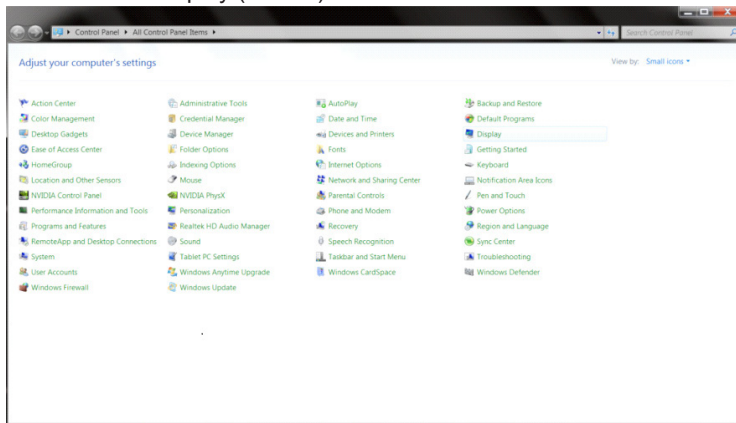 Control Panel ▸ All Control Panel Items ▸ Search Control Panel
Adjust your computer's settings View by: Small icons
Action Center Administrative Tools AutoPlay Backup and Restore
Color Management Credential Manager Date and Time Default Programs
Desktop Gadgets Device Manager Devices and Printers Display
Ease of Access Center Folder Options Fonts Getting Started
HomeGroup Indexing Options Internet Options Keyboard
Location and Other Sensors Mouse Network and Sharing Center Notification Area Icons
NVIDIA Control Panel NVIDIA PhysX Parental Controls Pen and Touch
Performance Information and Tools Personalization Phone and Modem Power Options
Programs and Features Realtek HD Audio Manager Recovery Region and Language
RemoteApp and Desktop Connections Sound Speech Recognition Sync Center
System Tablet PC Settings Taskbar and Start Menu Troubleshooting
User Accounts Windows Anytime Upgrade Windows CardSpace Windows Defender
Windows Firewall Windows Update